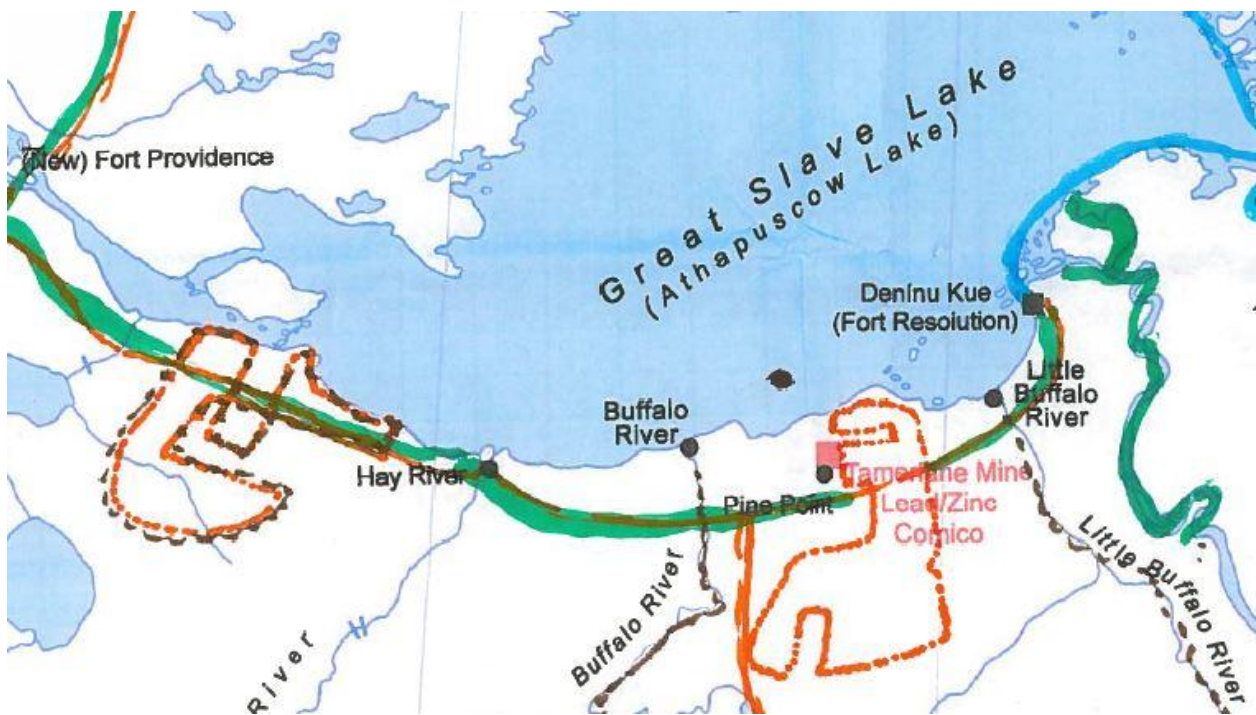 Great Slave Lake
(Athapuscow Lake)
(New) Fort Providence
Deninu Kue
(Fort Resolution)
Little
Buffalo
River
Buffalo
River
Hay River
Pine Point
Tamerlane Mine
Lead/Zinc
Comico
Buffalo River
Little Buffalo River
River